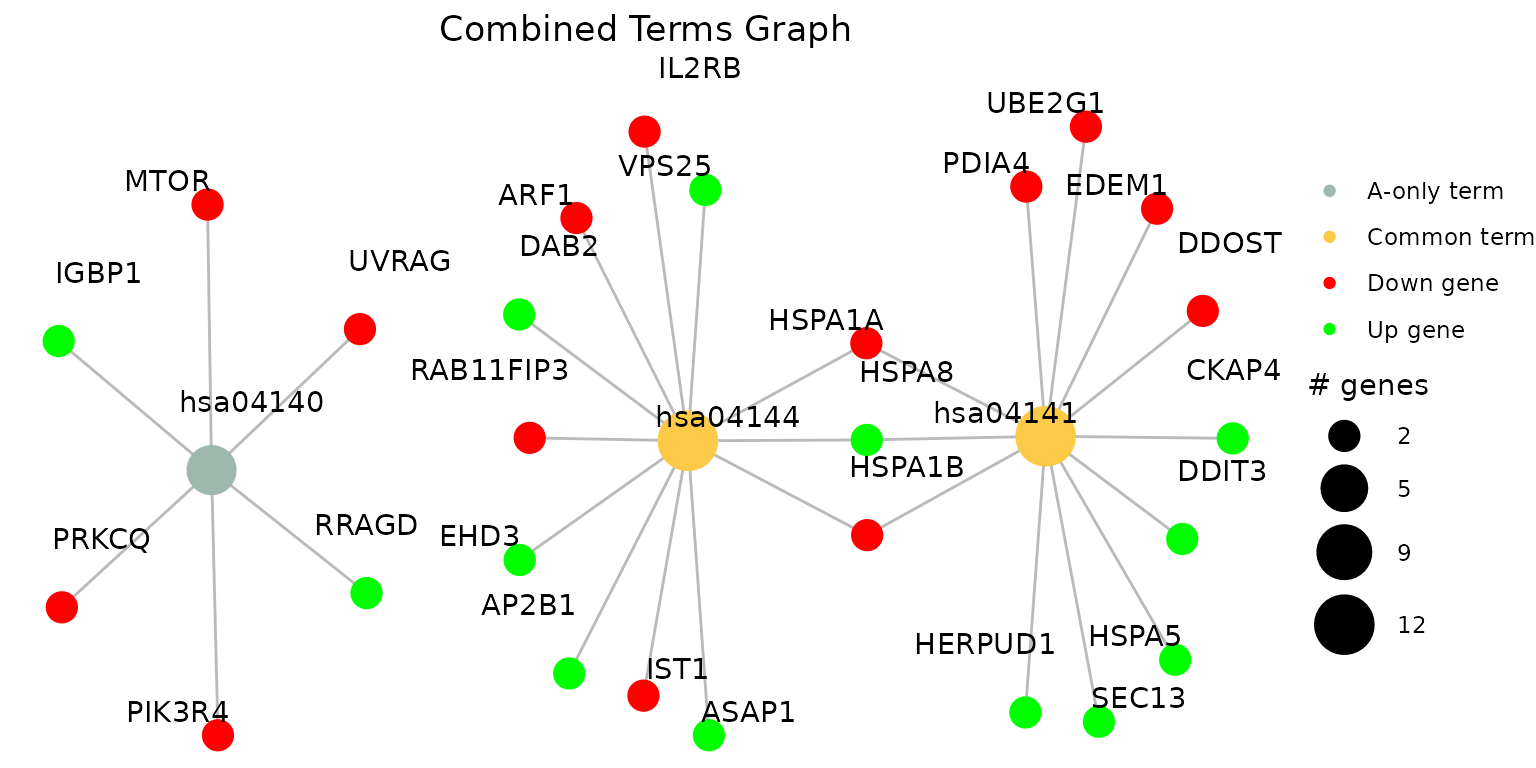 Combined Terms Graph
IL2RB
UBE2G1
VPS25
PDIA4
MTOR
ARF1
EDEM1
DAB2
DDOST
IGBP1
UVRAG
HSPA1A
RAB11FIP3
HSPA8
CKAP4
hsa04140
hsa04144
hsa04141
HSPA1B
DDIT3
PRKCQ
RRAGD
EHD3
AP2B1
HERPUD1
HSPA5
IST1
SEC13
PIK3R4
ASAP1
A-only term
Common term
Down gene
Up gene
# genes
2
5
9
12